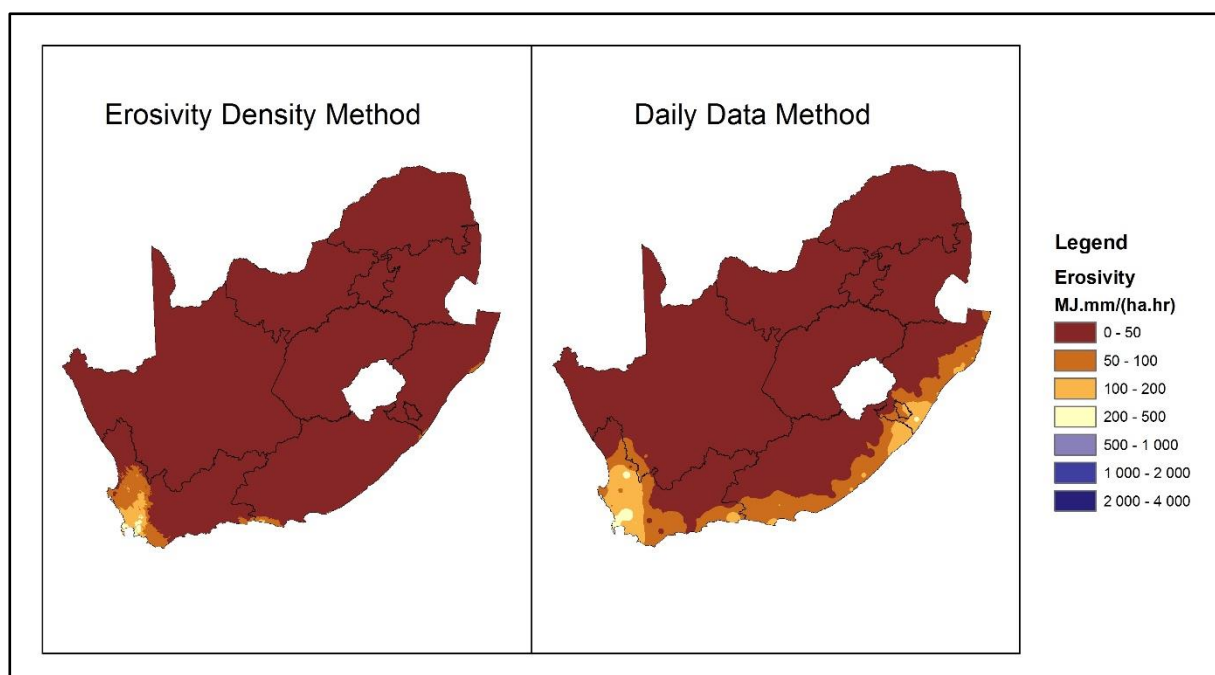 Erosivity Density Method
Daily Data Method
Legend
Erosivity
MJ.mm/(ha.hr)
0 - 50
50 - 100
100 - 200
200 - 500
500 - 1 000
1 000 - 2 000
2 000 - 4 000